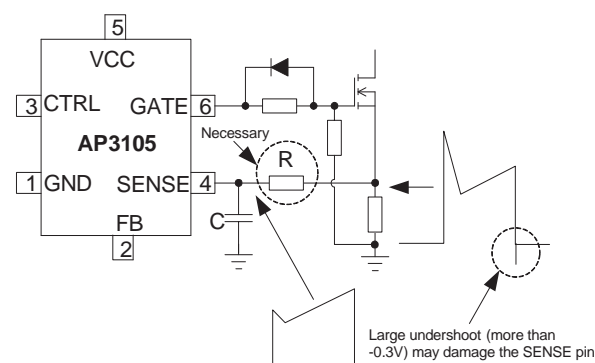 5
VCC
3 CTRL GATE 6
AP3105
Necessary
R
1 GND SENSE 4
C
FB
2
Large undershoot (more than
-0.3V) may damage the SENSE pin